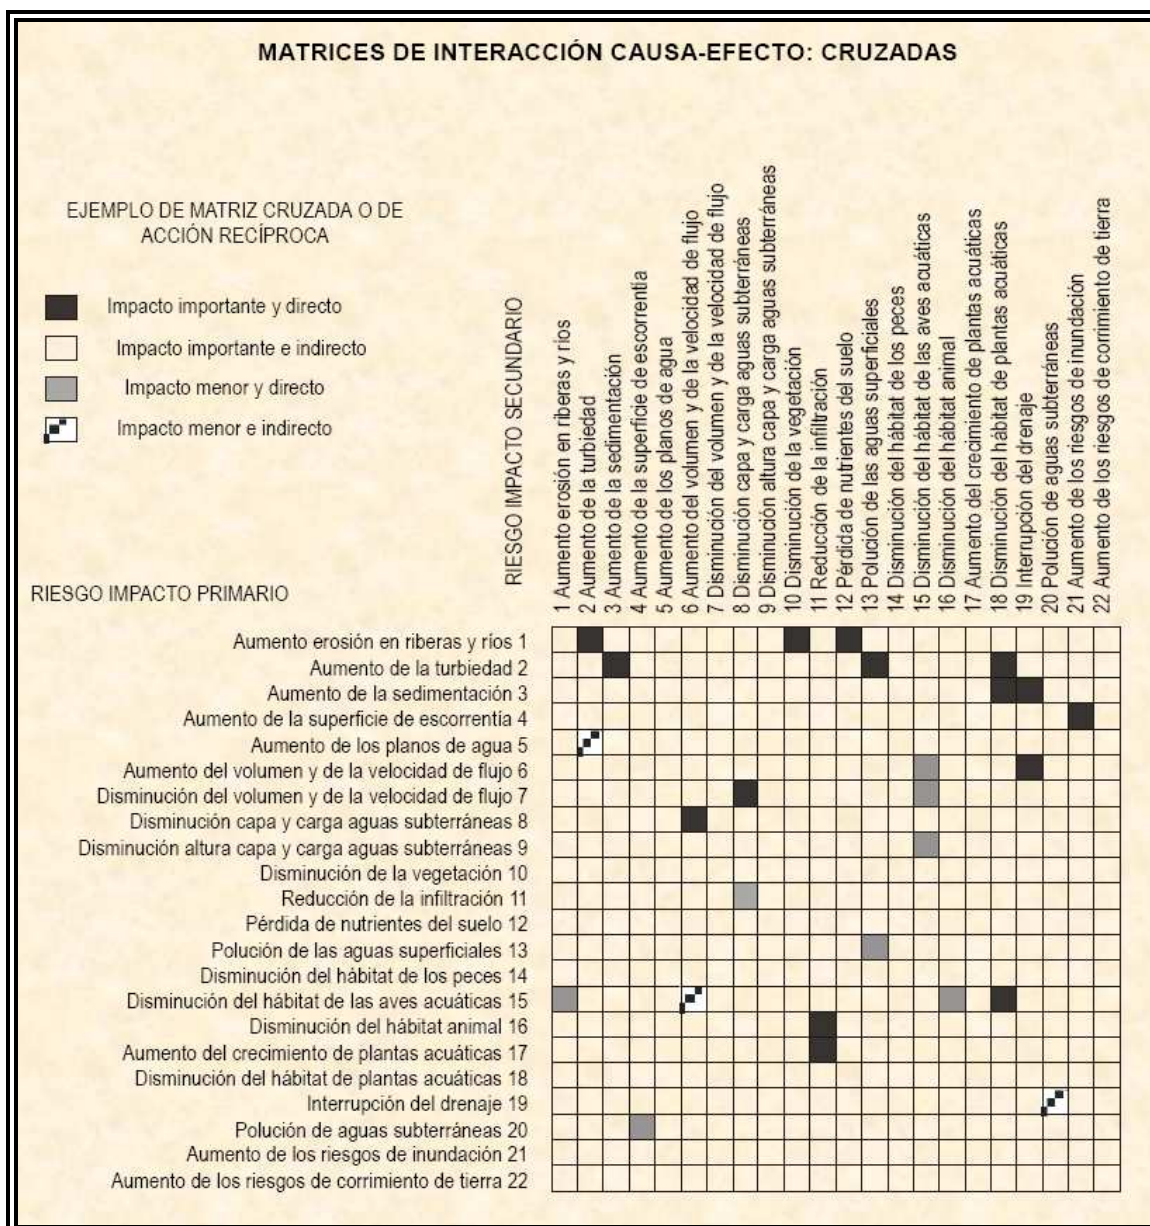 MATRICES DE INTERACCIÓN CAUSA-EFECTO: CRUZADAS
EJEMPLO DE MATRIZ CRUZADA O DE
ACCIÓN RECÍPROCA
Impacto importante y directo
Impacto importante e indirecto
Impacto menor y directo
Impacto menor e indirecto
RIESGO IMPACTO SECUNDARIO
1 Aumento erosión en riberas y ríos
2 Aumento de la turbiedad
3 Aumento de la sedimentación
4 Aumento de la superficie de escorrentía
5 Aumento de los planos de agua
6 Aumento del volumen y de la velocidad de flujo
7 Disminución del volumen y de la velocidad de flujo
8 Disminución capa y carga aguas subterráneas
9 Disminución altura capa y carga aguas subterráneas
10 Disminución de la vegetación
11 Reducción de la infiltración
12 Pérdida de nutrientes del suelo
13 Polución de las aguas superficiales
14 Disminución del hábitat de los peces
15 Disminución del hábitat de las aves acuáticas
16 Disminución del hábitat animal
17 Aumento del crecimiento de plantas acuáticas
18 Disminución del hábitat de plantas acuáticas
19 Interrupción del drenaje
20 Polución de aguas subterráneas
21 Aumento de los riesgos de inundación
22 Aumento de los riesgos de corrimiento de tierra
RIESGO IMPACTO PRIMARIO
Aumento erosión en riberas y ríos 1
Aumento de la turbiedad 2
Aumento de la sedimentación 3
Aumento de la superficie de escorrentía 4
Aumento de los planos de agua 5
Aumento del volumen y de la velocidad de flujo 6
Disminución del volumen y de la velocidad de flujo 7
Disminución capa y carga aguas subterráneas 8
Disminución altura capa y carga aguas subterráneas 9
Disminución de la vegetación 10
Reducción de la infiltración 11
Pérdida de nutrientes del suelo 12
Polución de las aguas superficiales 13
Disminución del hábitat de los peces 14
Disminución del hábitat de las aves acuáticas 15
Disminución del hábitat animal 16
Aumento del crecimiento de plantas acuáticas 17
Disminución del hábitat de plantas acuáticas 18
Interrupción del drenaje 19
Polución de aguas subterráneas 20
Aumento de los riesgos de inundación 21
Aumento de los riesgos de corrimiento de tierra 22